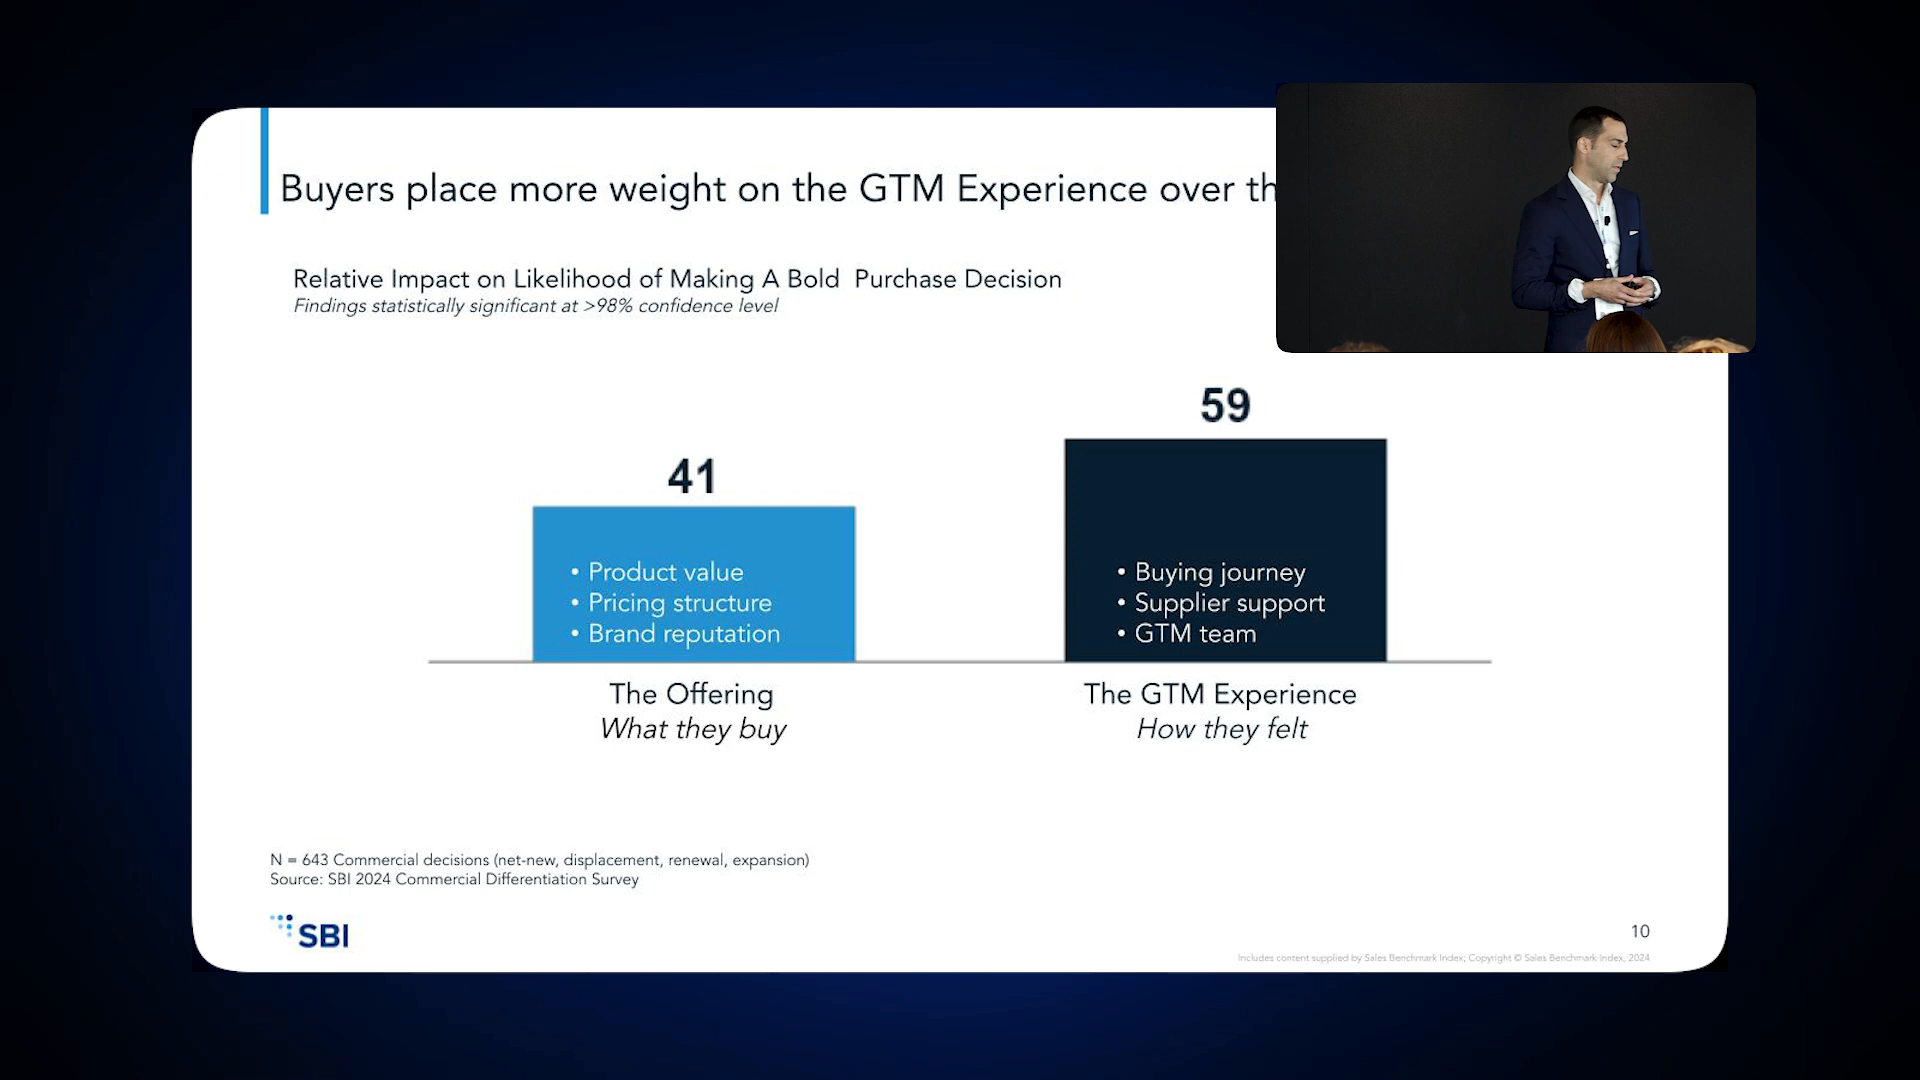 Buyers place more weight on the GTM Experience over
Relative Impact on Likelihood of Making A Bold  Purchase Decision
Findings statistically significant at >98% confidence level
41
59
• Product value
• Pricing structure
• Brand reputation
• Buying journey
• Supplier support
• GTM team
The Offering
What they buy
The GTM Experience
How they felt
N = 643 Commercial decisions (net-new, displacement, renewal, expansion)
Source: SBI 2024 Commercial Differentiation Survey
SBI
10
Includes content supplied by Sales Benchmark Index; Copyright © Sales Benchmark Index, 2024